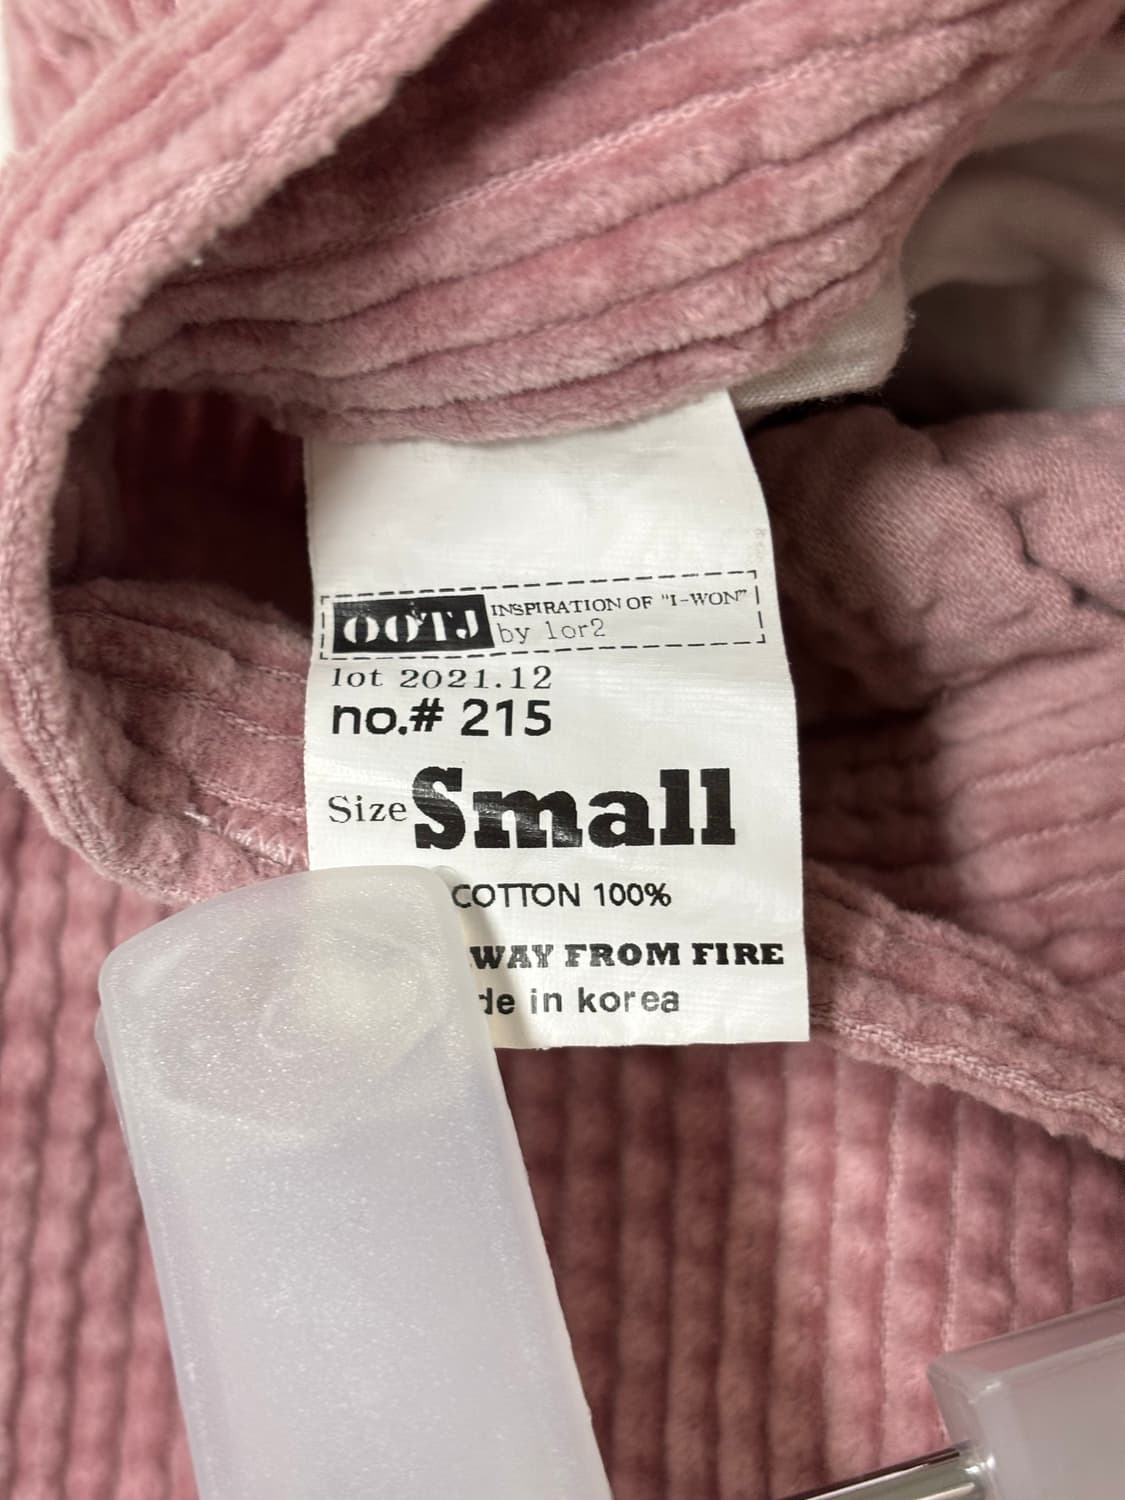 OOTJ INSPIRATION OF "I-WON"
by lor2
lot 2021.12
no.# 215
Size Small
COTTON 100%
WAY FROM FIRE
de in korea